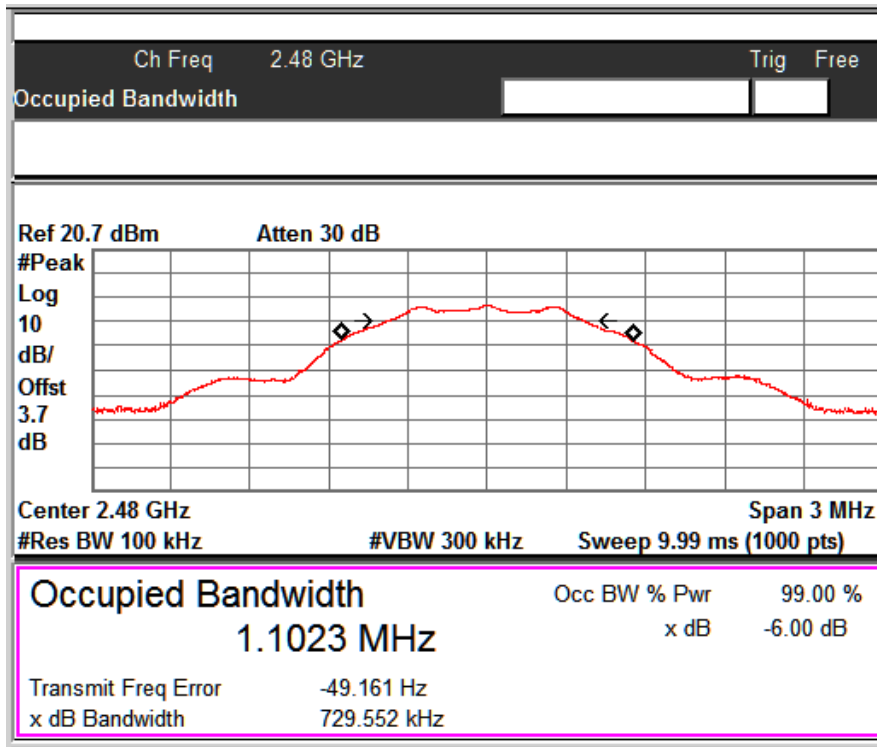 Ch Freq 2.48 GHz Trig Free
Occupied Bandwidth
Ref 20.7 dBm Atten 30 dB
#Peak
Log
10
dB/
Offst
3.7
dB
Center 2.48 GHz Span 3 MHz
#Res BW 100 kHz #VBW 300 kHz Sweep 9.99 ms (1000 pts)
Occupied Bandwidth Occ BW % Pwr 99.00 %
1.1023 MHz x dB -6.00 dB
Transmit Freq Error -49.161 Hz
x dB Bandwidth 729.552 kHz